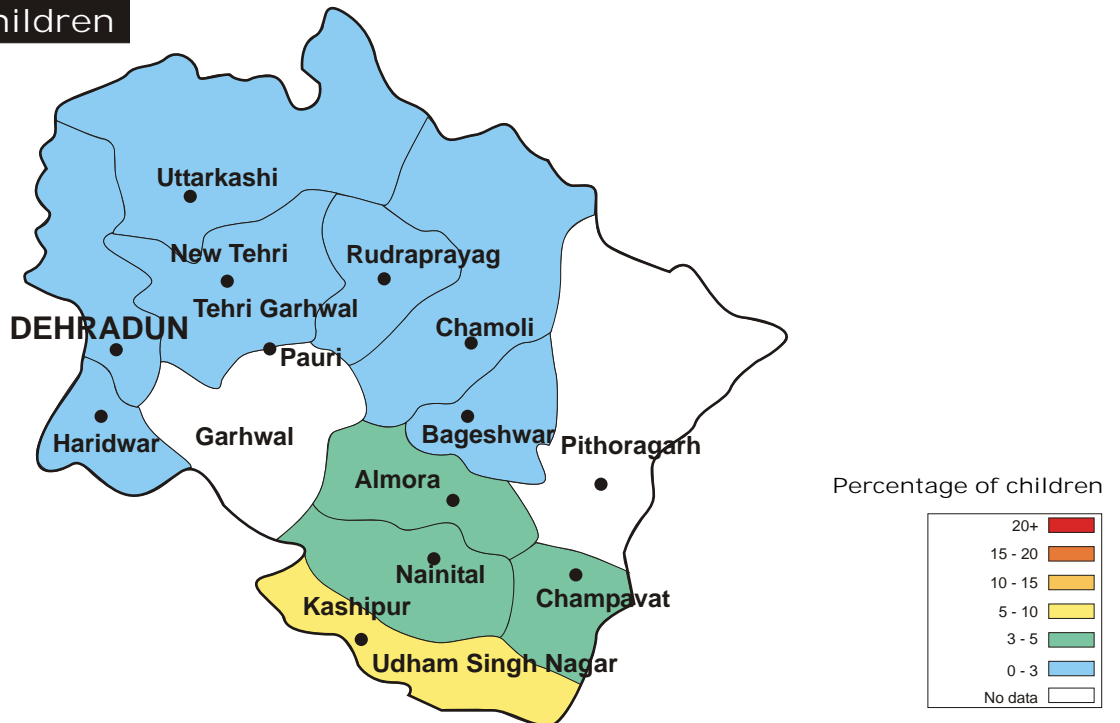 hildren
Uttarkashi
New Tehri
Rudraprayag
Tehri Garhwal
DEHRADUN
Chamoli
Pauri
Haridwar
Garhwal
Bageshwar
Pithoragarh
Almora
Nainital
Champavat
Kashipur
Udham Singh Nagar
Percentage of children
20+
15 - 20
10 - 15
5 - 10
3 - 5
0 - 3
No data